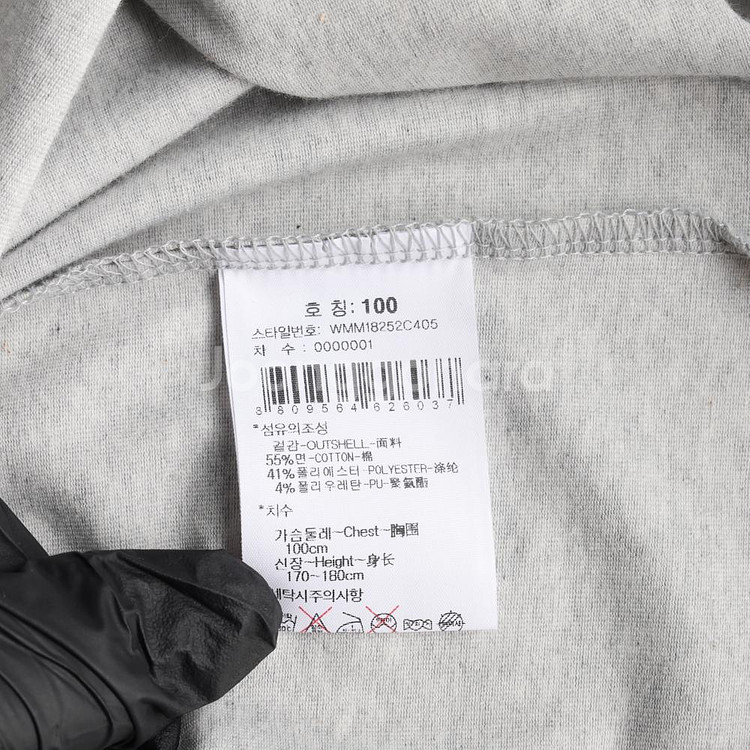 호 칭: 100
스타일번호: WMM18252C405
차 수 : 0000001
8 809564 626037
*섬유의조성
겉감-OUTSHELL-面料
55%면-COTTON-棉
41%폴리에스터-POLYESTER-涤纶
4%폴리우레탄-PU-聚氨酯
*치수
가슴둘레~Chest~胸围
100cm
신장~Height~身长
170~180cm
세탁시주의사항